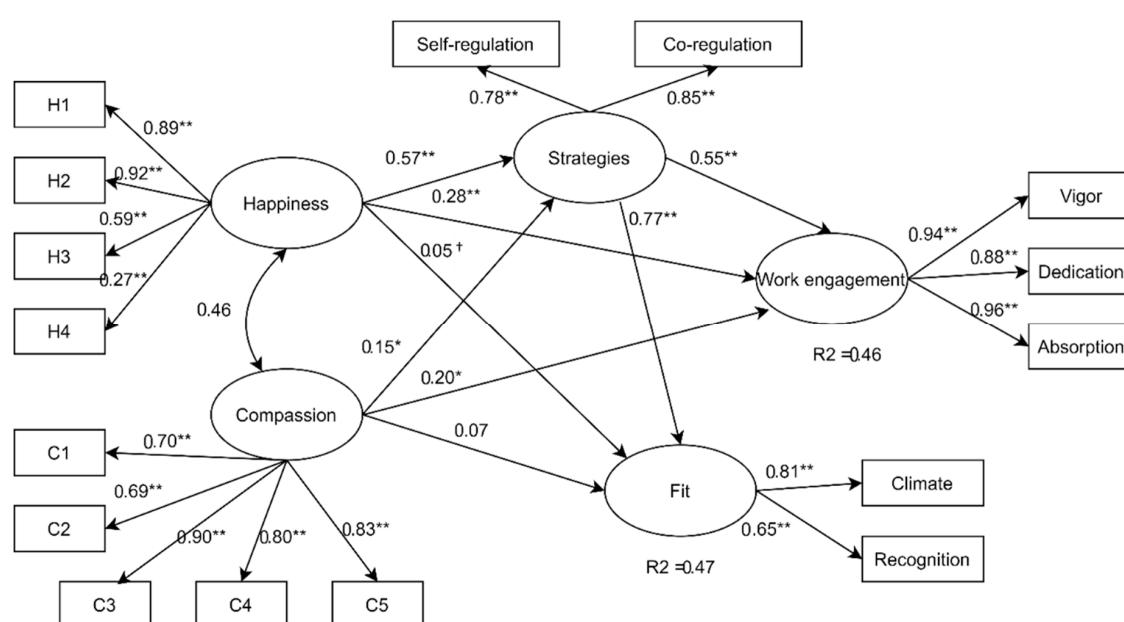 Self-regulation
Co-regulation
0.78**
0.85**
H1
0.89**
H2
0.92**
H3
0.59**
H4
0.27**
Happiness
0.57**
0.28**
0.05 †
Strategies
0.55**
0.77**
Work engagement
R2 =0.46
0.94**
Vigor
0.88**
Dedication
0.96**
Absorption
0.46
0.15*
0.20*
0.07
Compassion
C1
0.70**
C2
0.69**
0.90**
0.80**
0.83**
C3
C4
C5
Fit
R2 =0.47
0.81**
Climate
0.65**
Recognition